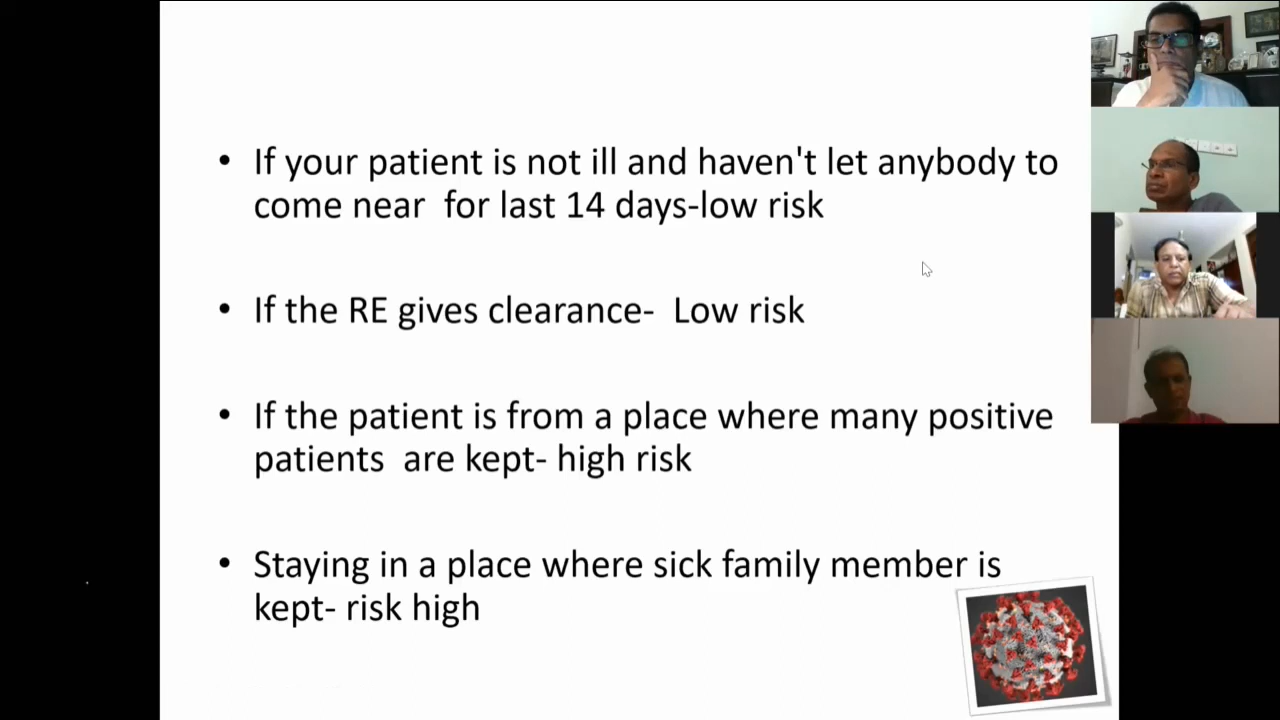 • If your patient is not ill and haven't let anybody to
come near  for last 14 days-low risk
• If the RE gives clearance-  Low risk
• If the patient is from a place where many positive
patients  are kept- high risk
• Staying in a place where sick family member is
kept- risk high